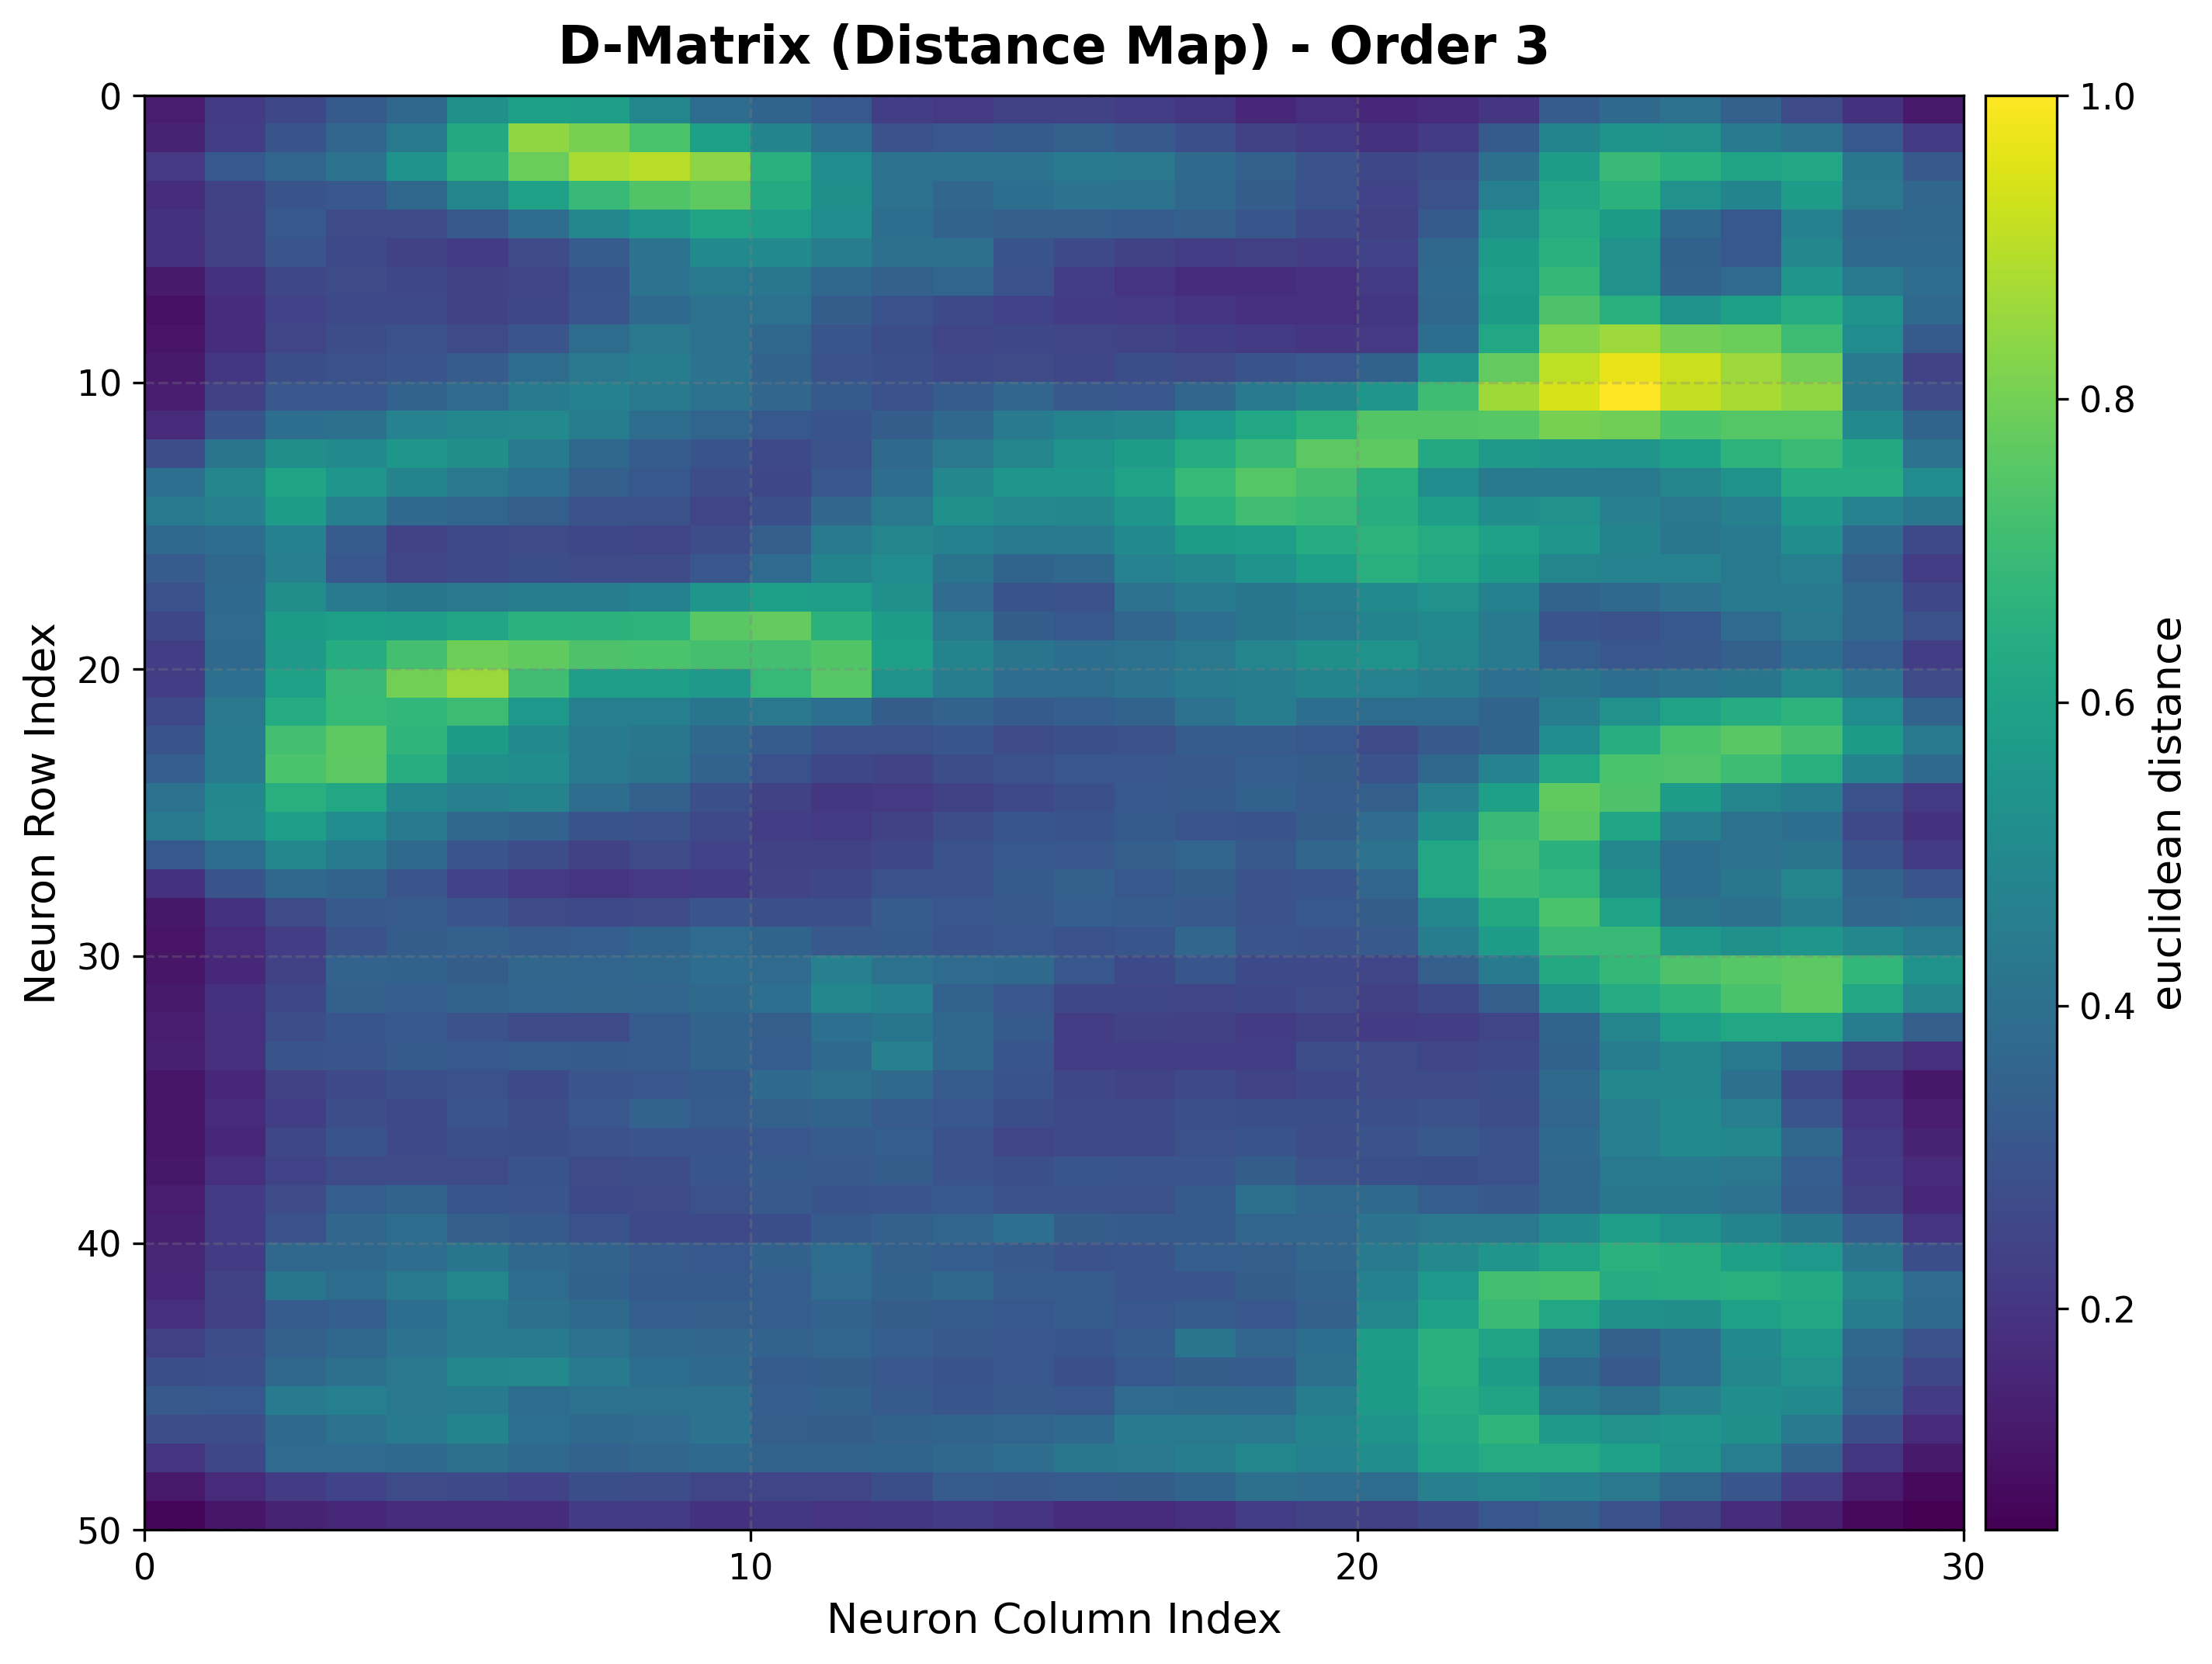 D-Matrix (Distance Map) - Order 3
0
10
20
30
40
50
Neuron Row Index
0 10 20 30
Neuron Column Index
1.0
0.8
0.6
0.4
0.2
euclidean distance